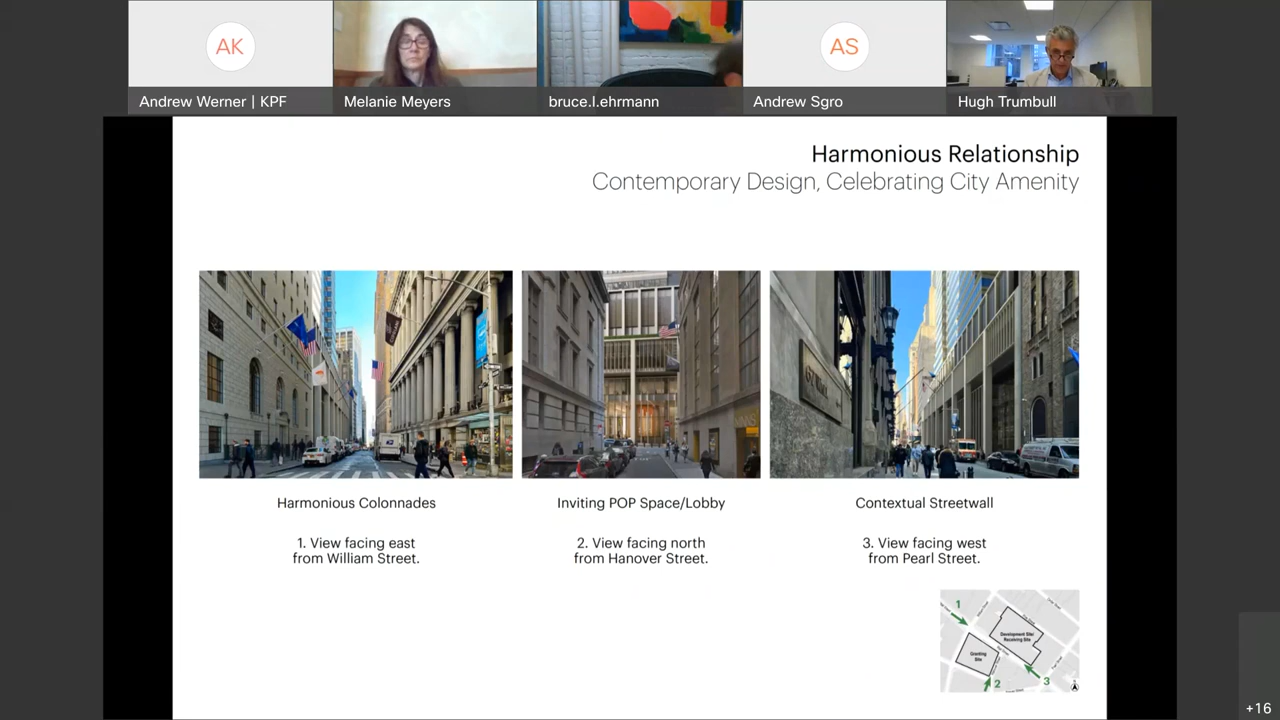 AK
Andrew Werner | KPF
Melanie Meyers
bruce.l.ehrmann
AS
Andrew Sgro
Hugh Trumbull
Harmonious Relationship
Contemporary Design, Celebrating City Amenity
Harmonious Colonnades
1. View facing east
from William Street.
Inviting POP Space/Lobby
2. View facing north
from Hanover Street.
Contextual Streetwall
3. View facing west
from Pearl Street.
1
Development Site/
Receiving Site
Granting
Site
2
3
+16